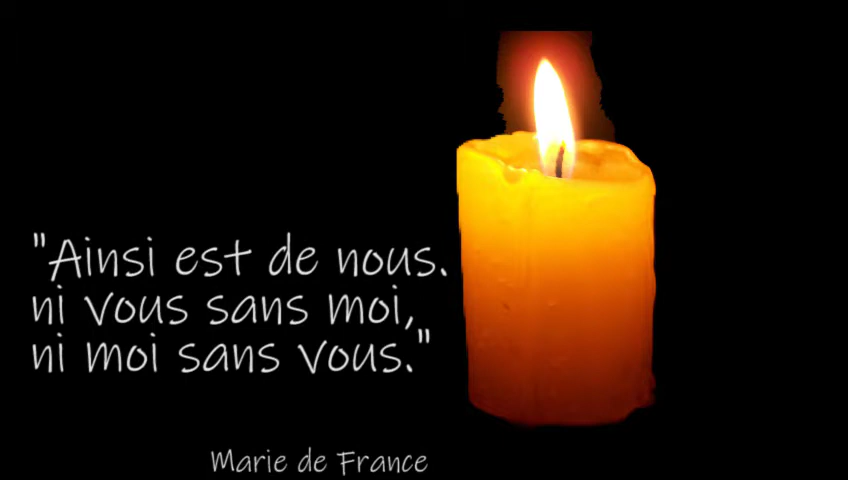 "Ainsi est de nous.
ni vous sans moi,
ni moi sans vous."
Marie de France